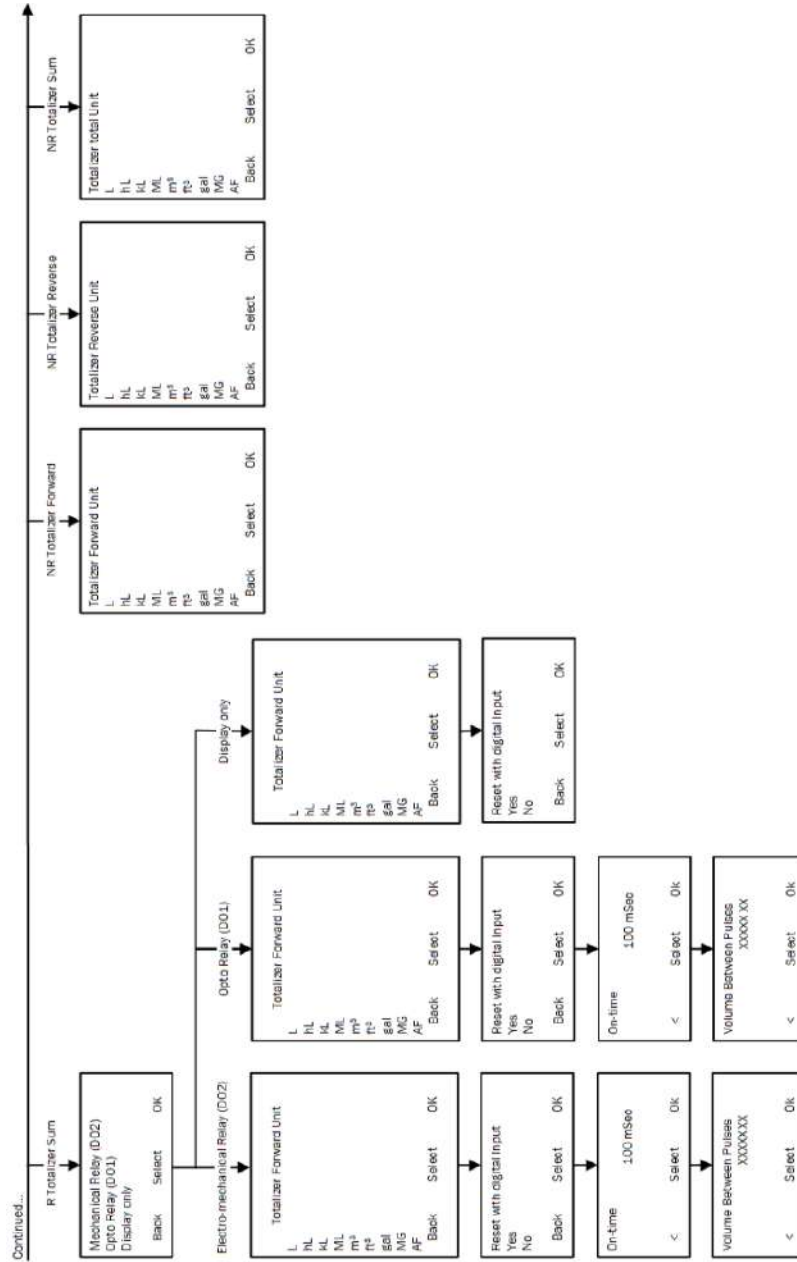 Continued...
R Totalizer Sum
NR Totalizer Forward
NR Totalizer Reverse
NR Totalizer Sum
Mechanical Relay (DO2)
Opto Relay (DO1)
Display only
Back Select OK
Totalizer Forward Unit
L
hL
kL
ML
m³
ft³
gal
MG
AF
Back Select OK
Totalizer Reverse Unit
L
hL
kL
ML
m³
ft³
gal
MG
AF
Back Select OK
Totalizer total Unit
L
hL
kL
ML
m³
ft³
gal
MG
AF
Back Select OK
Electro-mechanical Relay (DO2)
Opto Relay (DO1)
Display only
Totalizer Forward Unit
L
hL
kL
ML
m³
ft³
gal
MG
AF
Back Select OK
Totalizer Forward Unit
L
hL
kL
ML
m³
ft³
gal
MG
AF
Back Select OK
Totalizer Forward Unit
L
hL
kL
ML
m³
ft³
gal
MG
AF
Back Select OK
Reset with digital Input
Yes
No
Back Select OK
Reset with digital Input
Yes
No
Back Select OK
Reset with digital Input
Yes
No
Back Select OK
On-time
100 mSec
< Select Ok
On-time
100 mSec
< Select Ok
Volume Between Pulses
XXXXXXX
< Select Ok
Volume Between Pulses
XXXXX XX
< Select Ok